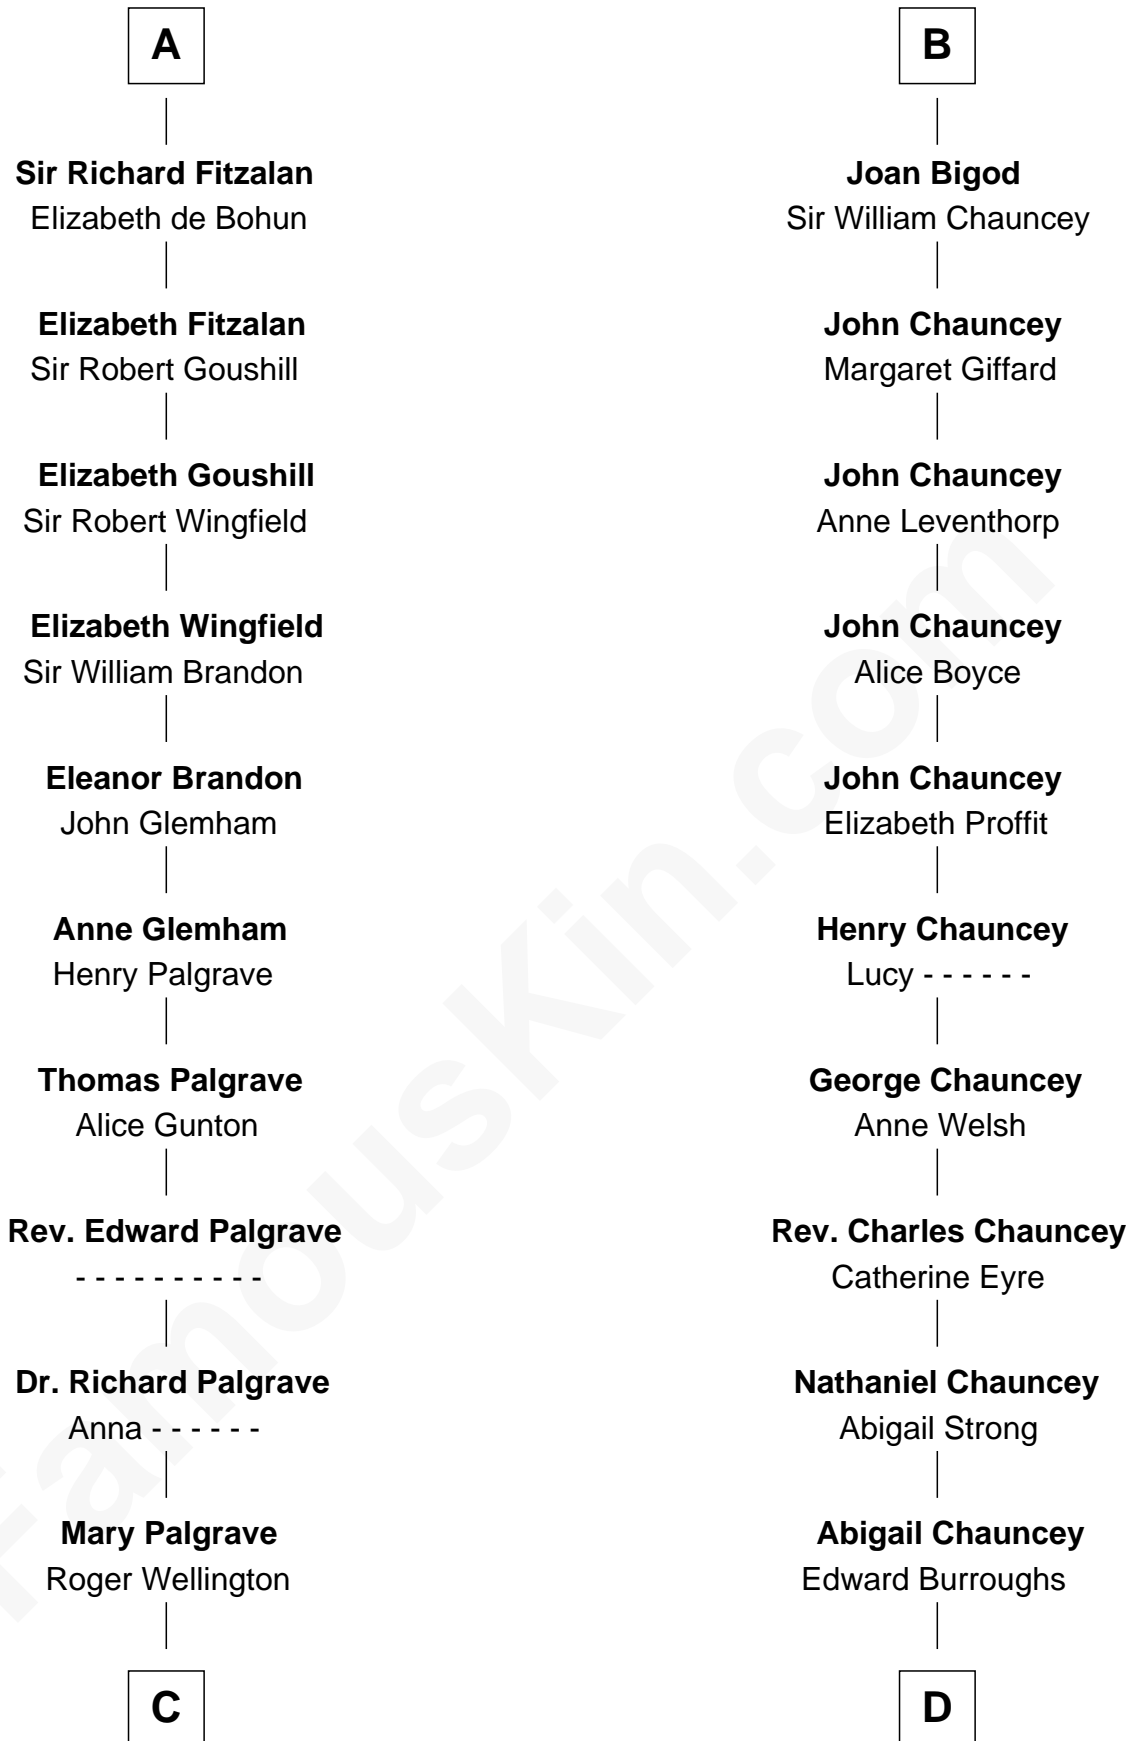 A
Sir Richard Fitzalan
Elizabeth de Bohun
Elizabeth Fitzalan
Sir Robert Goushill
Elizabeth Goushill
Sir Robert Wingfield
Elizabeth Wingfield
Sir William Brandon
Eleanor Brandon
John Glemham
Anne Glemham
Henry Palgrave
Thomas Palgrave
Alice Gunton
Rev. Edward Palgrave
- - - - - - - - - -
Dr. Richard Palgrave
Anna - - - - - -
Mary Palgrave
Roger Wellington
C
B
Joan Bigod
Sir William Chauncey
John Chauncey
Margaret Giffard
John Chauncey
Anne Leventhorp
John Chauncey
Alice Boyce
John Chauncey
Elizabeth Proffit
Henry Chauncey
Lucy - - - - - -
George Chauncey
Anne Welsh
Rev. Charles Chauncey
Catherine Eyre
Nathaniel Chauncey
Abigail Strong
Abigail Chauncey
Edward Burroughs
D
FamousKin.com